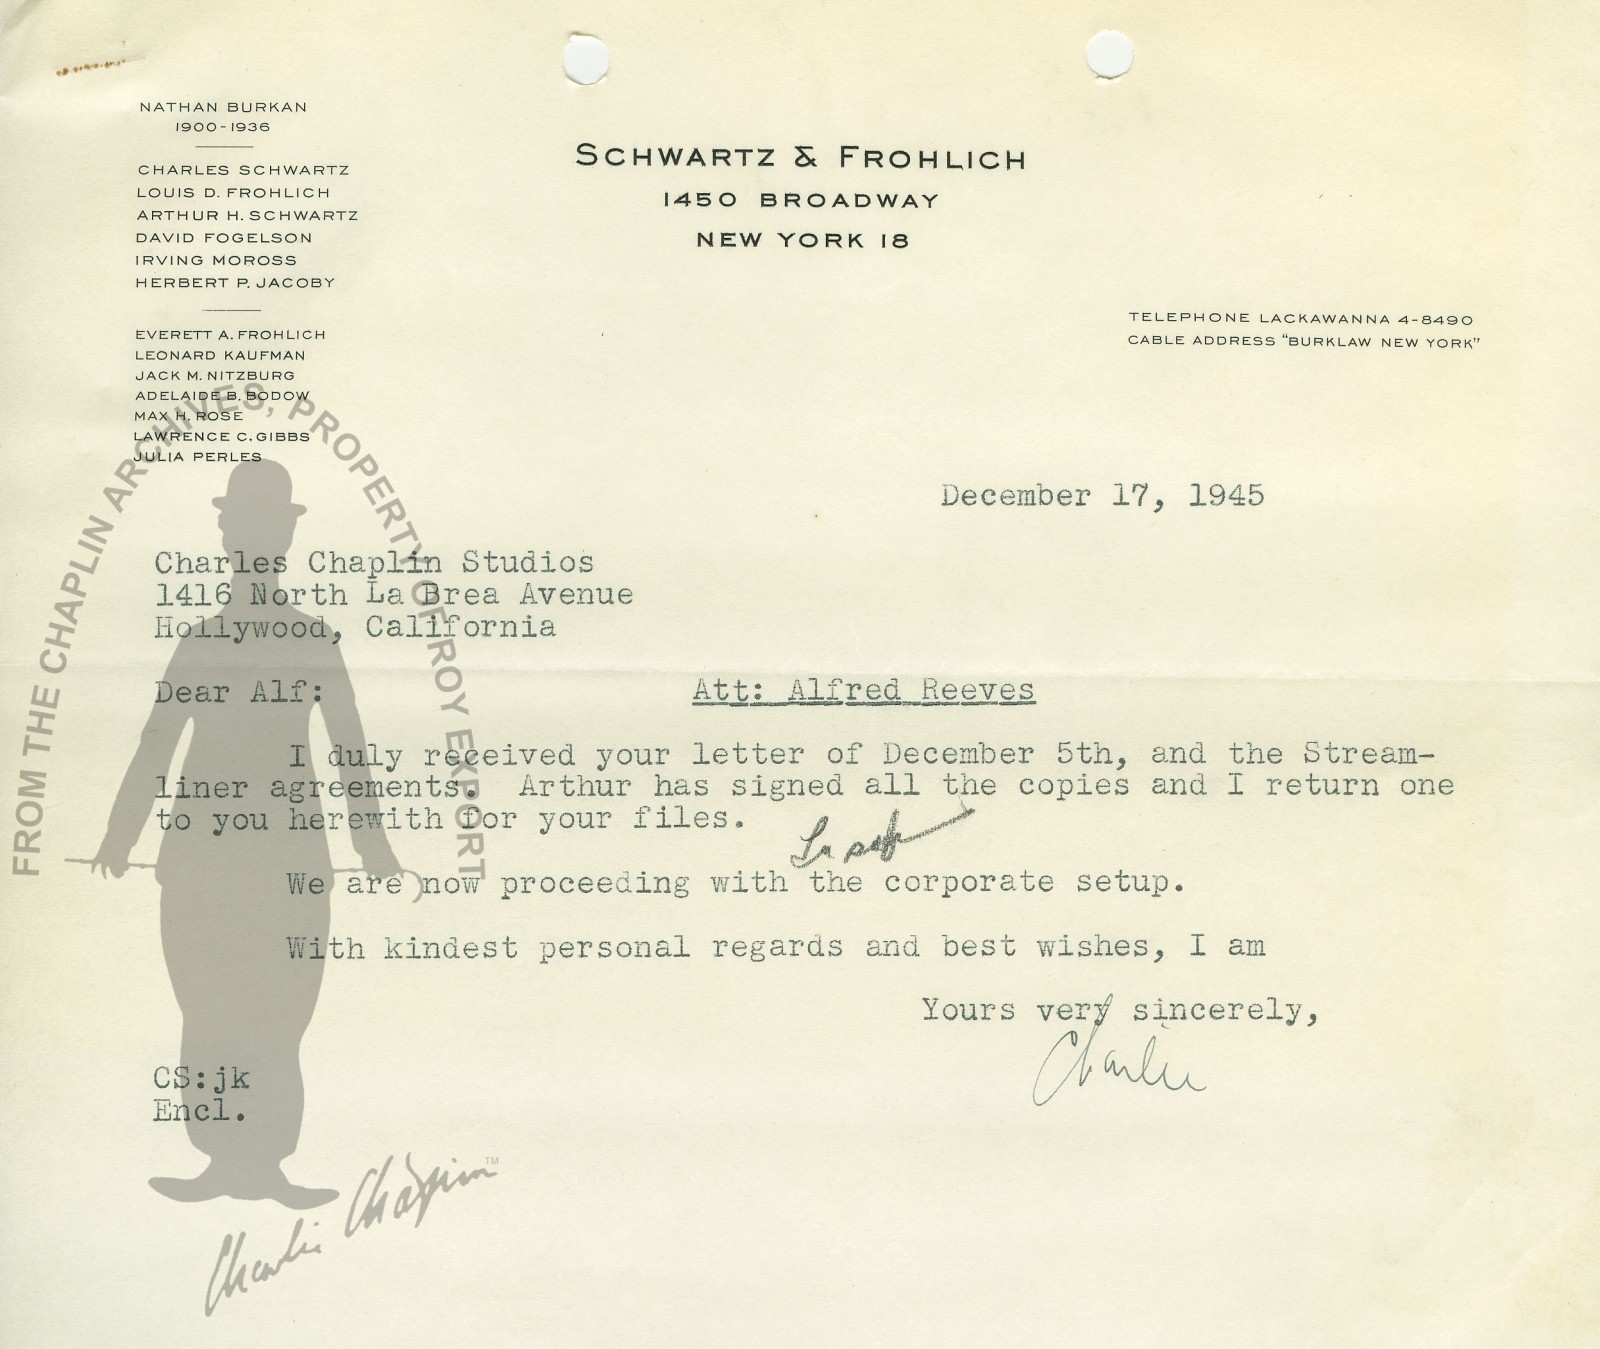 NATHAN BURKAN
1900-1936
CHARLES SCHWARTZ
LOUIS D. FROHLICH
ARTHUR H. SCHWARTZ
DAVID FOGELSON
IRVING MOROSS
HERBERT P. JACOBY
EVERETT A. FROHLICH
LEONARD KAUFMAN
JACK M. NITZBURG
ADELAIDE B. BODOW
MAX H. ROSE
LAWRENCE C. GIBBS
JULIA PERLES
SCHWARTZ & FROHLICH
1450 BROADWAY
NEW YORK 18
TELEPHONE LACKAWANNA 4-8490
CABLE ADDRESS "BURKLAW NEW YORK"
December 17, 1945
Charles Chaplin Studios
1416 North La Brea Avenue
Hollywood, California
Dear Alf: Att: Alfred Reeves
I duly received your letter of December 5th, and the Stream-
liner agreements. Arthur has signed all the copies and I return one
to you herewith for your files.
We are now proceeding with the corporate setup.
With kindest personal regards and best wishes, I am
Yours very sincerely,
Charlie
CS:jk
Encl.
FROM THE CHAPLIN ARCHIVES, PROPERTY OF ROY EXPORT
Charlie Chaplin TM